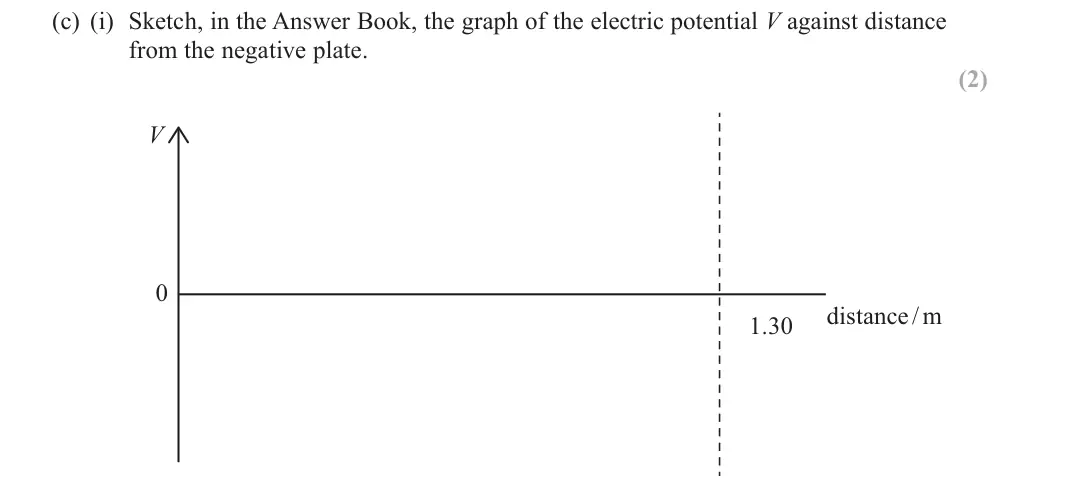 (c) (i) Sketch, in the Answer Book, the graph of the electric potential V against distance
from the negative plate.
(2)
V
0
1.30
distance/m